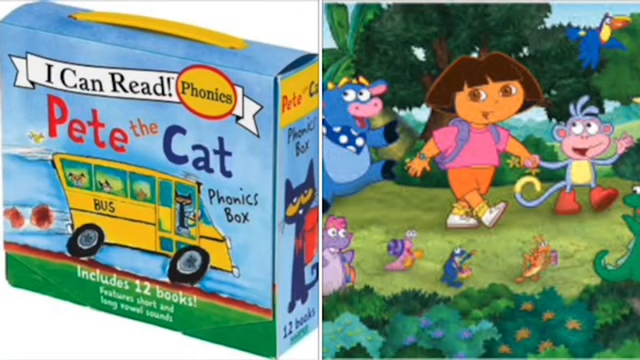 I Can Read!
Phonics
Pete the Cat
BUS
Phonics
Box
Includes 12 books!
Features short and
long vowel sounds
Pete the Ca
Phonics
Box
12 books